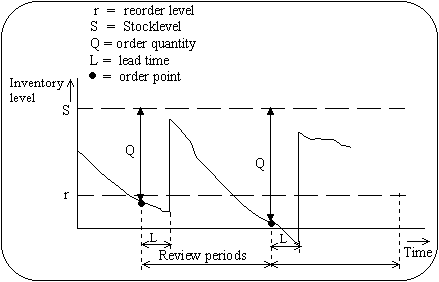 r = reorder level
S = Stocklevel
Q = order quantity
L = lead time
= order point
Inventory
level
S
Q
Q
r
L
L
Time
Review periods